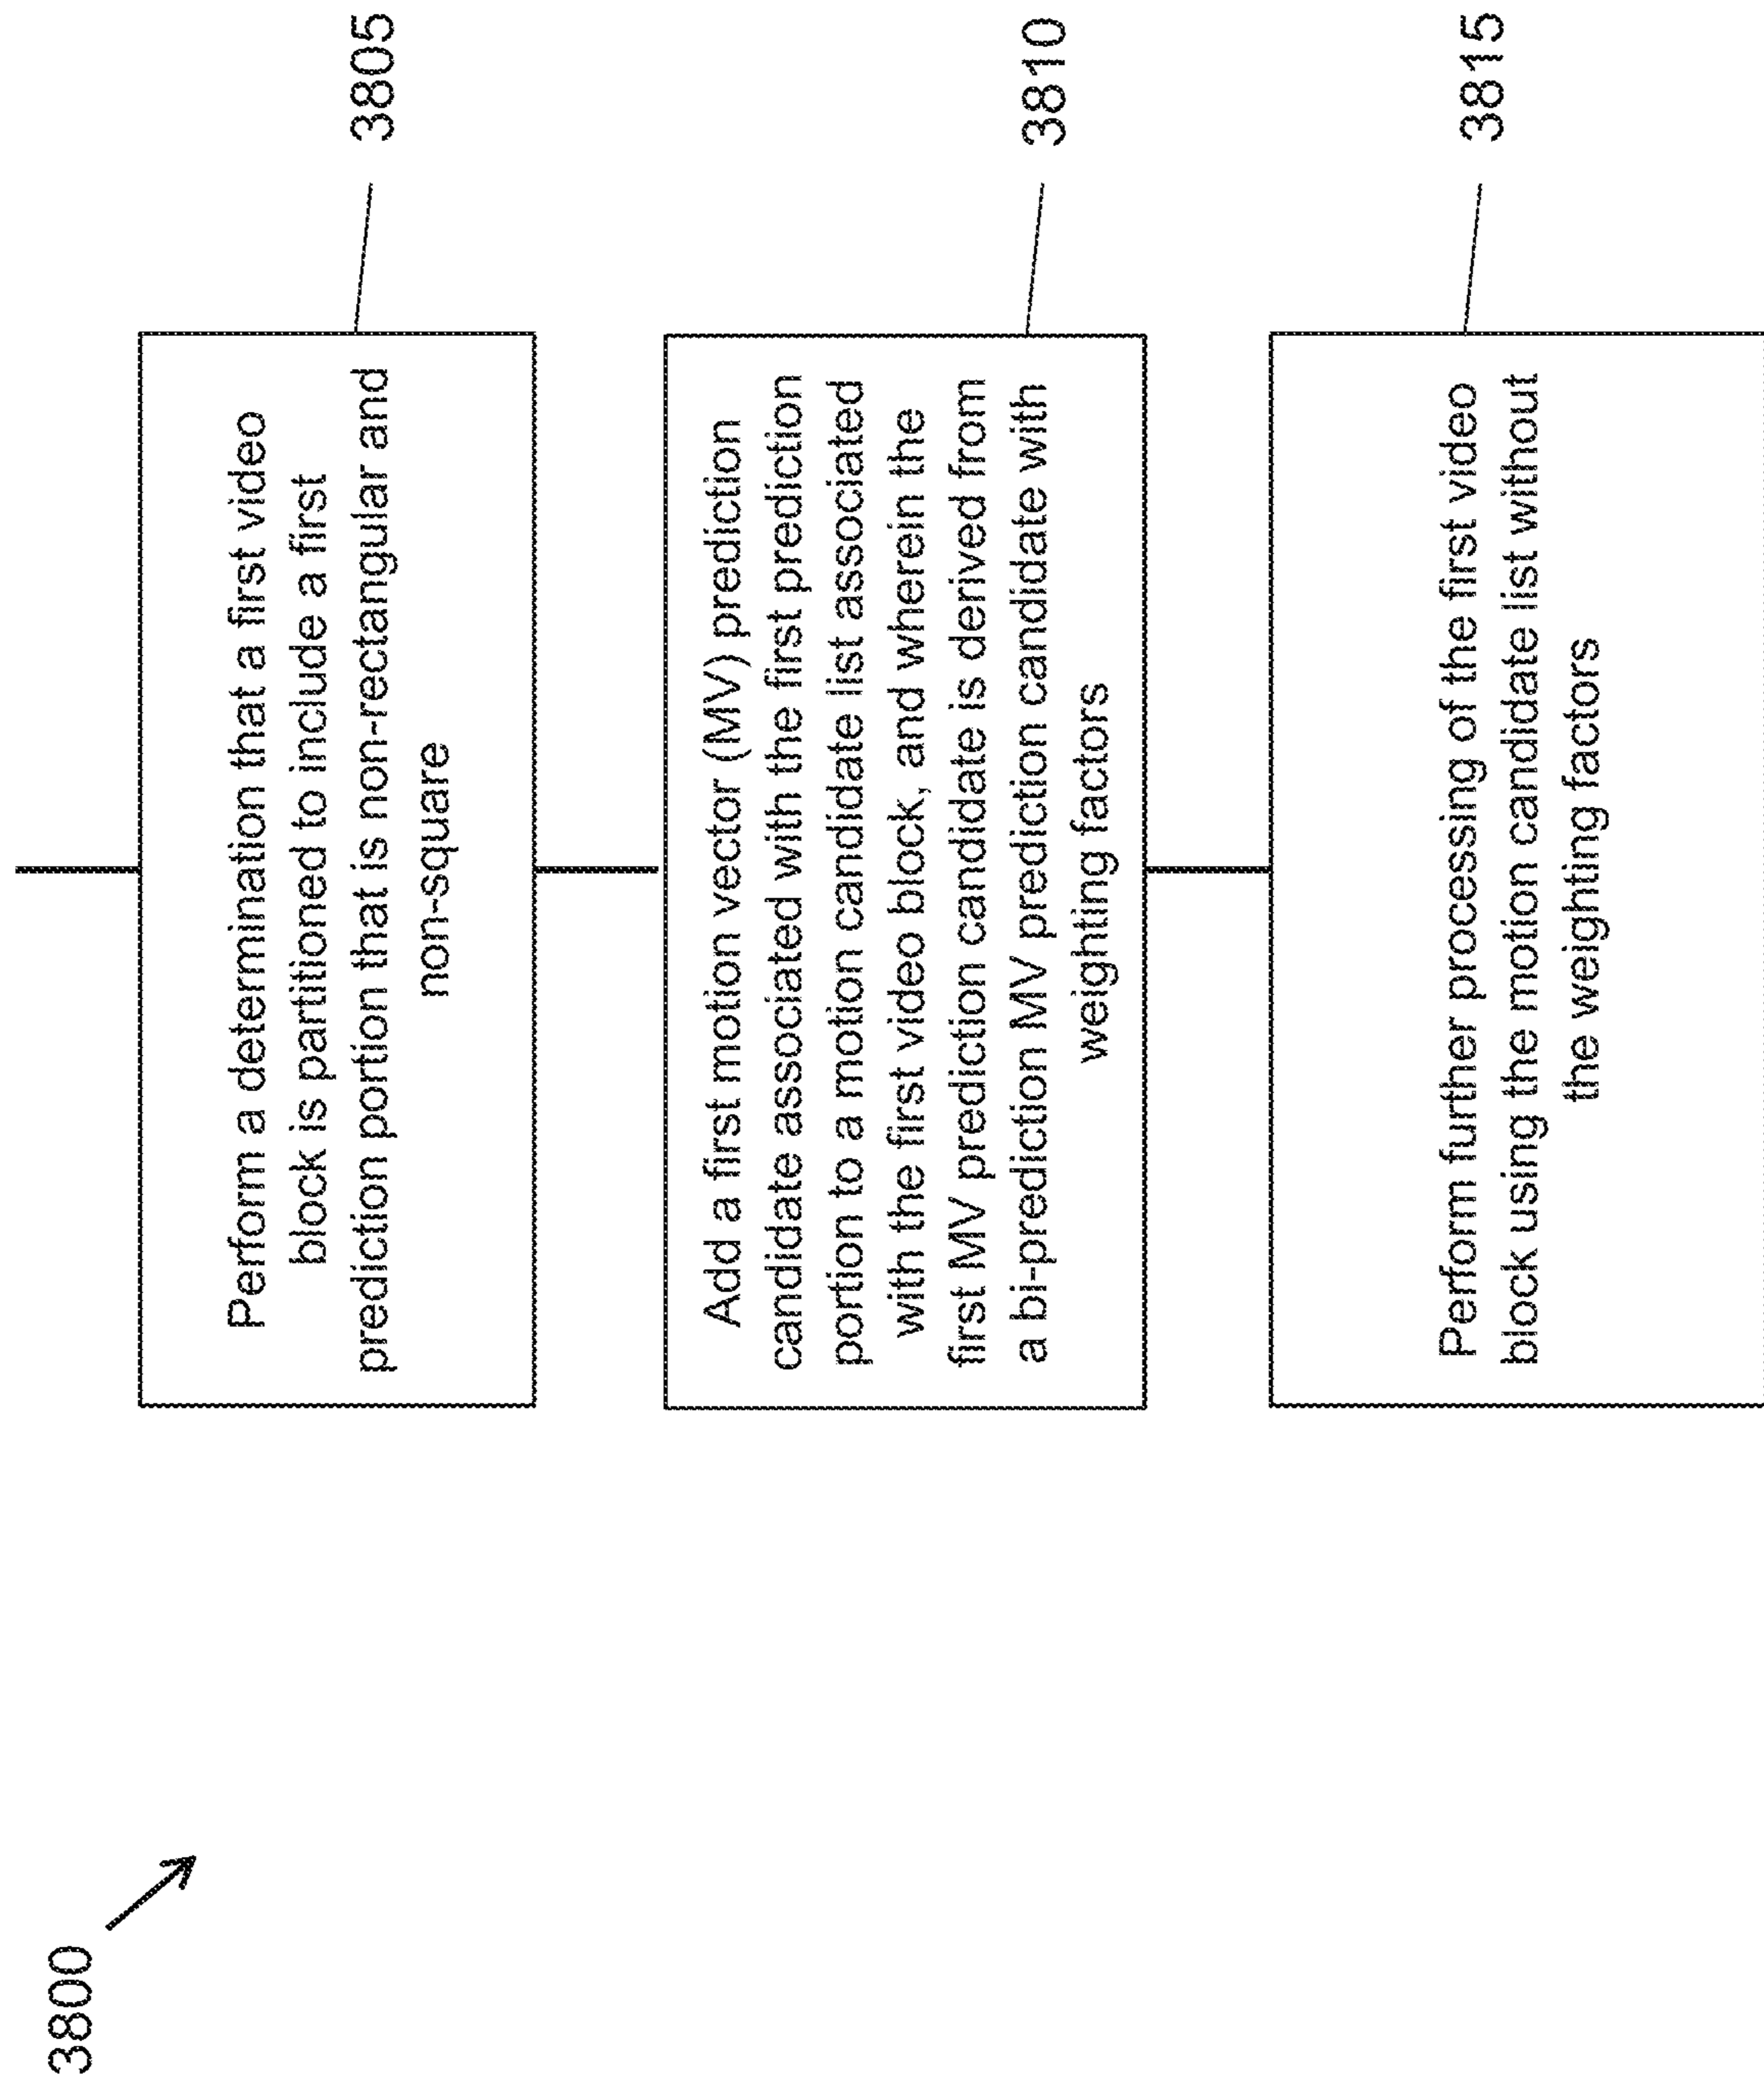 3800
Perform a determination that a first video
block is partitioned to include a first
prediction portion that is non-rectangular and
non-square
3805
Add a first motion vector (MV) prediction
candidate associated with the first prediction
portion to a motion candidate list associated
with the first video block, and wherein the
first MV prediction candidate is derived from
a bi-prediction MV prediction candidate with
weighting factors
3810
Perform further processing of the first video
block using the motion candidate list without
the weighting factors
3815